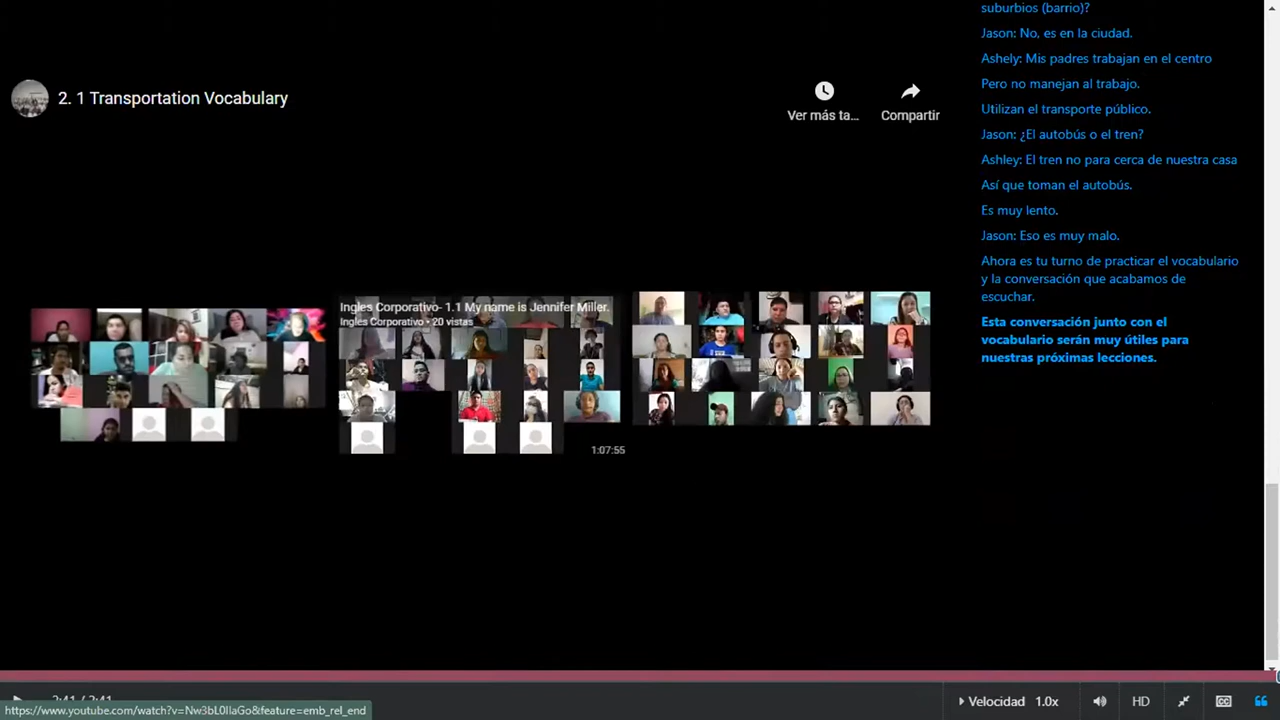 suburbios (barrio)?
Jason: No, es en la ciudad.
Ashely: Mis padres trabajan en el centro
Pero no manejan al trabajo.
Utilizan el transporte público.
Jason: ¿El autobús o el tren?
Ashley: El tren no para cerca de nuestra casa
Así que toman el autobús.
Es muy lento.
Jason: Eso es muy malo.
Ahora es tu turno de practicar el vocabulario
y la conversación que acabamos de
escuchar.
Esta conversación junto con el
vocabulario serán muy útiles para
nuestras próximas lecciones.
2. 1 Transportation Vocabulary
Ver más ta...
Compartir
Ingles Corporativo- 1.1 My name is Jennifer Miller.
Ingles Corporativo • 20 vistas
1:07:55
2:41 / 2:41
Velocidad 1.0x
HD
https://www.youtube.com/watch?v=Nw3bL0IlaGo&feature=emb_rel_end